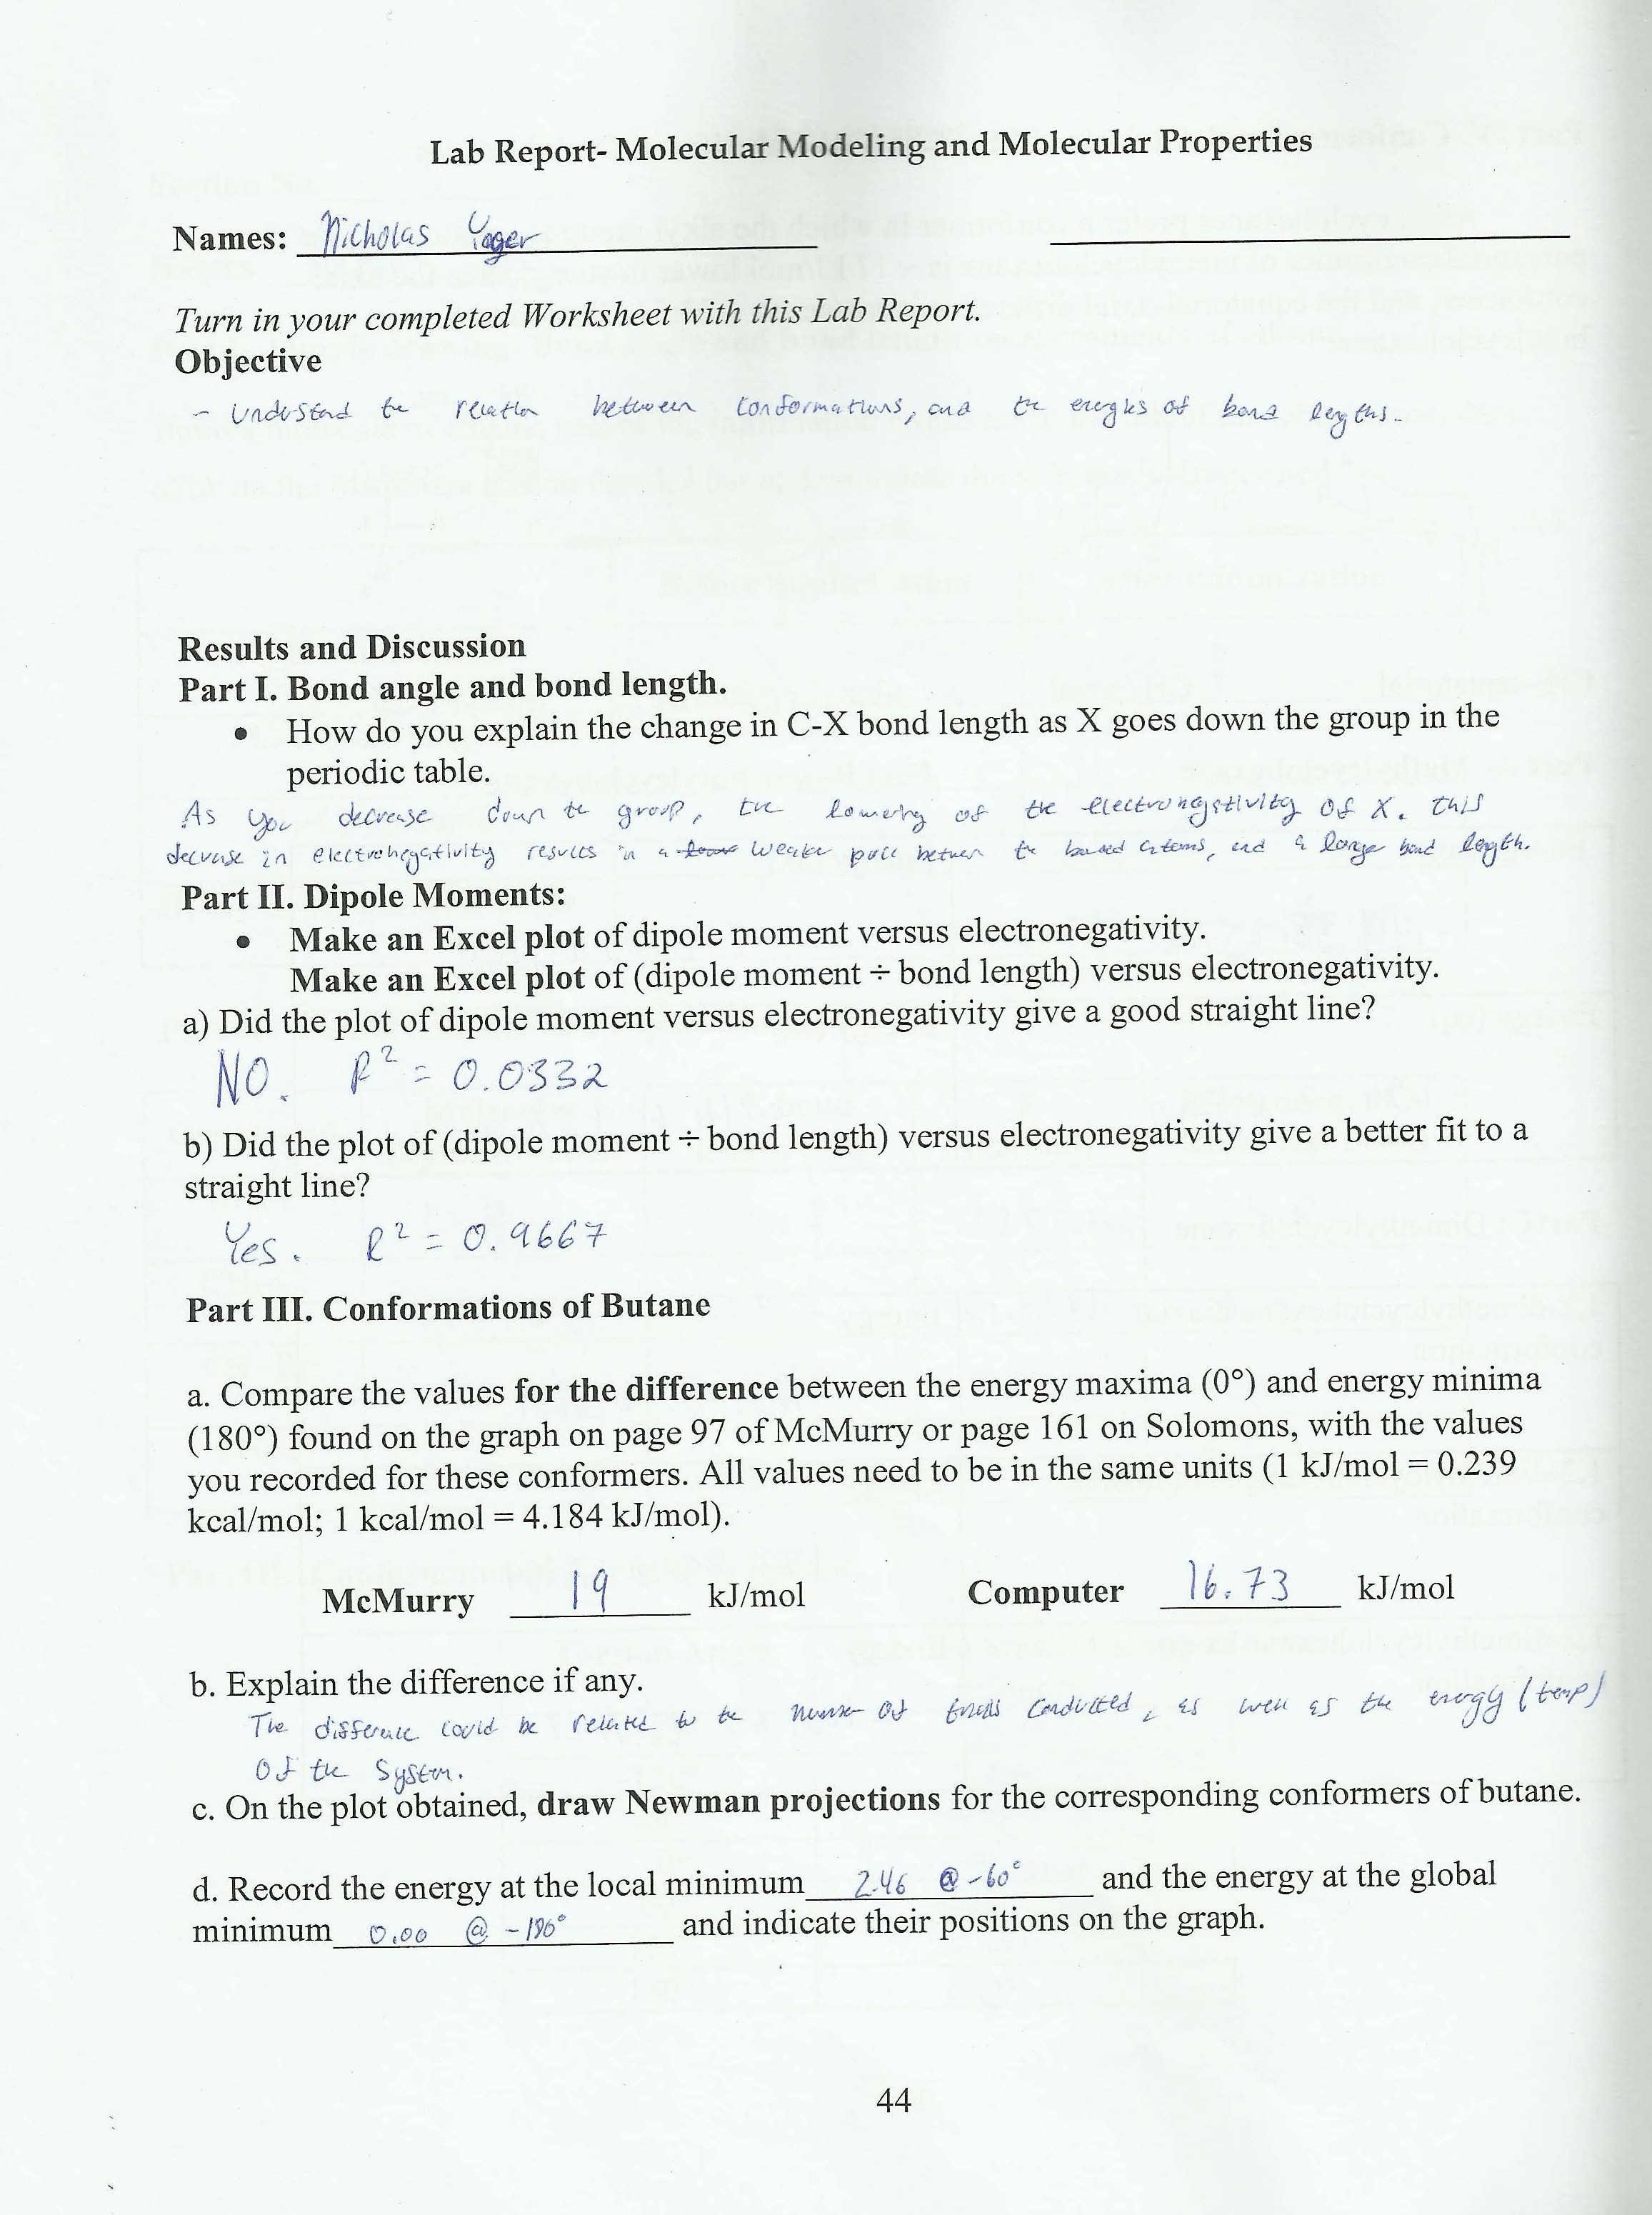 Lab Report- Molecular Modeling and Molecular Properties
Names: Nicholas Yager
Turn in your completed Worksheet with this Lab Report.
Objective
- Understand the relation between conformations, and the energies of bond lengths.
Results and Discussion
Part I. Bond angle and bond length.
• How do you explain the change in C-X bond length as X goes down the group in the
periodic table.
As you decrease down the group, the lowering of the electronegativity of X. this
decrease in electronegativity results in a weaker pull between the bonded atoms, and a longer bond length.
Part II. Dipole Moments:
• Make an Excel plot of dipole moment versus electronegativity.
Make an Excel plot of (dipole moment ÷ bond length) versus electronegativity.
a) Did the plot of dipole moment versus electronegativity give a good straight line?
NO. R² = 0.0332
b) Did the plot of (dipole moment ÷ bond length) versus electronegativity give a better fit to a
straight line?
Yes. R² = 0.9667
Part III. Conformations of Butane
a. Compare the values for the difference between the energy maxima (0°) and energy minima
(180°) found on the graph on page 97 of McMurry or page 161 on Solomons, with the values
you recorded for these conformers. All values need to be in the same units (1 kJ/mol = 0.239
kcal/mol; 1 kcal/mol = 4.184 kJ/mol).
McMurry 19 kJ/mol Computer 16.73 kJ/mol
b. Explain the difference if any.
The difference could be related to the number of trials conducted, as well as the energy (temp)
of the system.
c. On the plot obtained, draw Newman projections for the corresponding conformers of butane.
d. Record the energy at the local minimum 2.46 @ -60° and the energy at the global
minimum 0.00 @ -180° and indicate their positions on the graph.
44